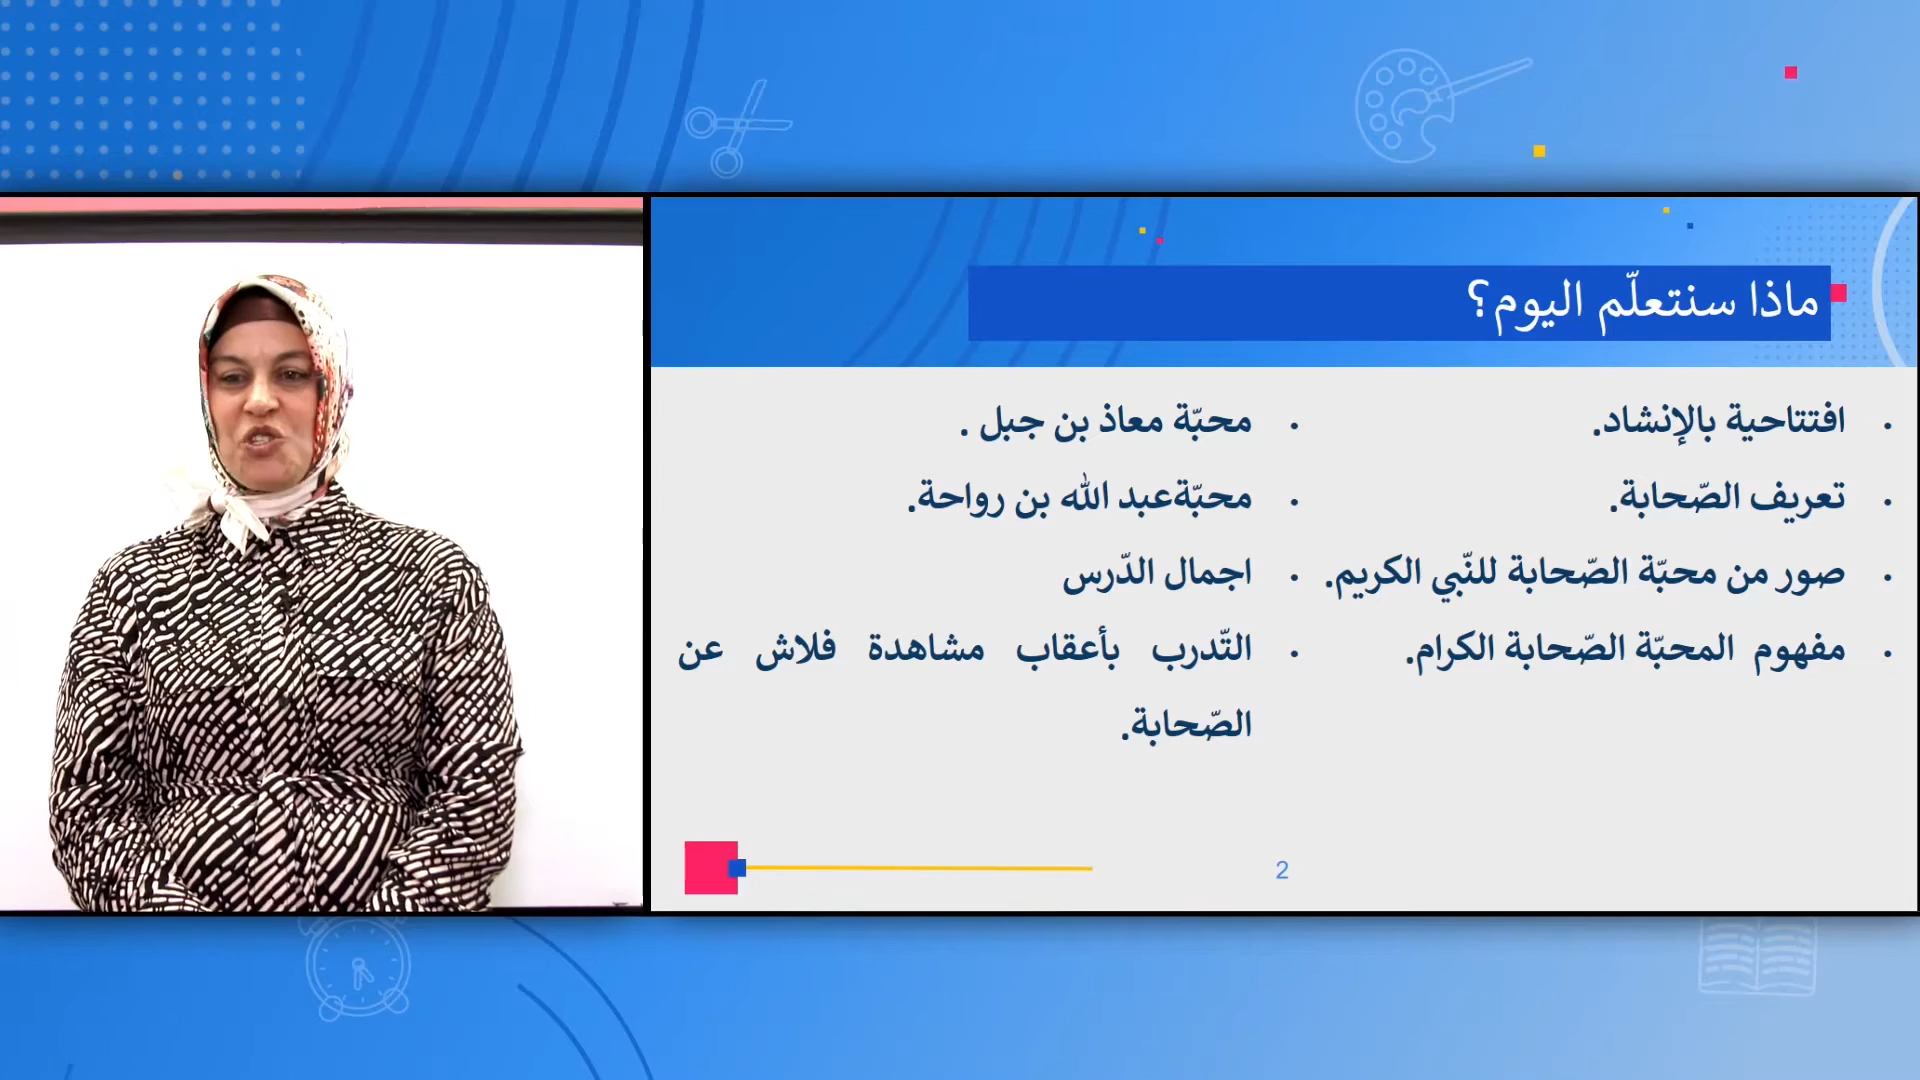 ماذا سنتعلّم اليوم؟
افتتاحية بالإنشاد.
تعريف الصّحابة.
صور من محبّة الصّحابة للنّبي الكريم.
مفهوم المحبّة الصّحابة الكرام.
محبّة معاذ بن جبل .
محبّةعبد الله بن رواحة.
اجمال الدّرس
التّدرب بأعقاب مشاهدة فلاش عن
الصّحابة.
2